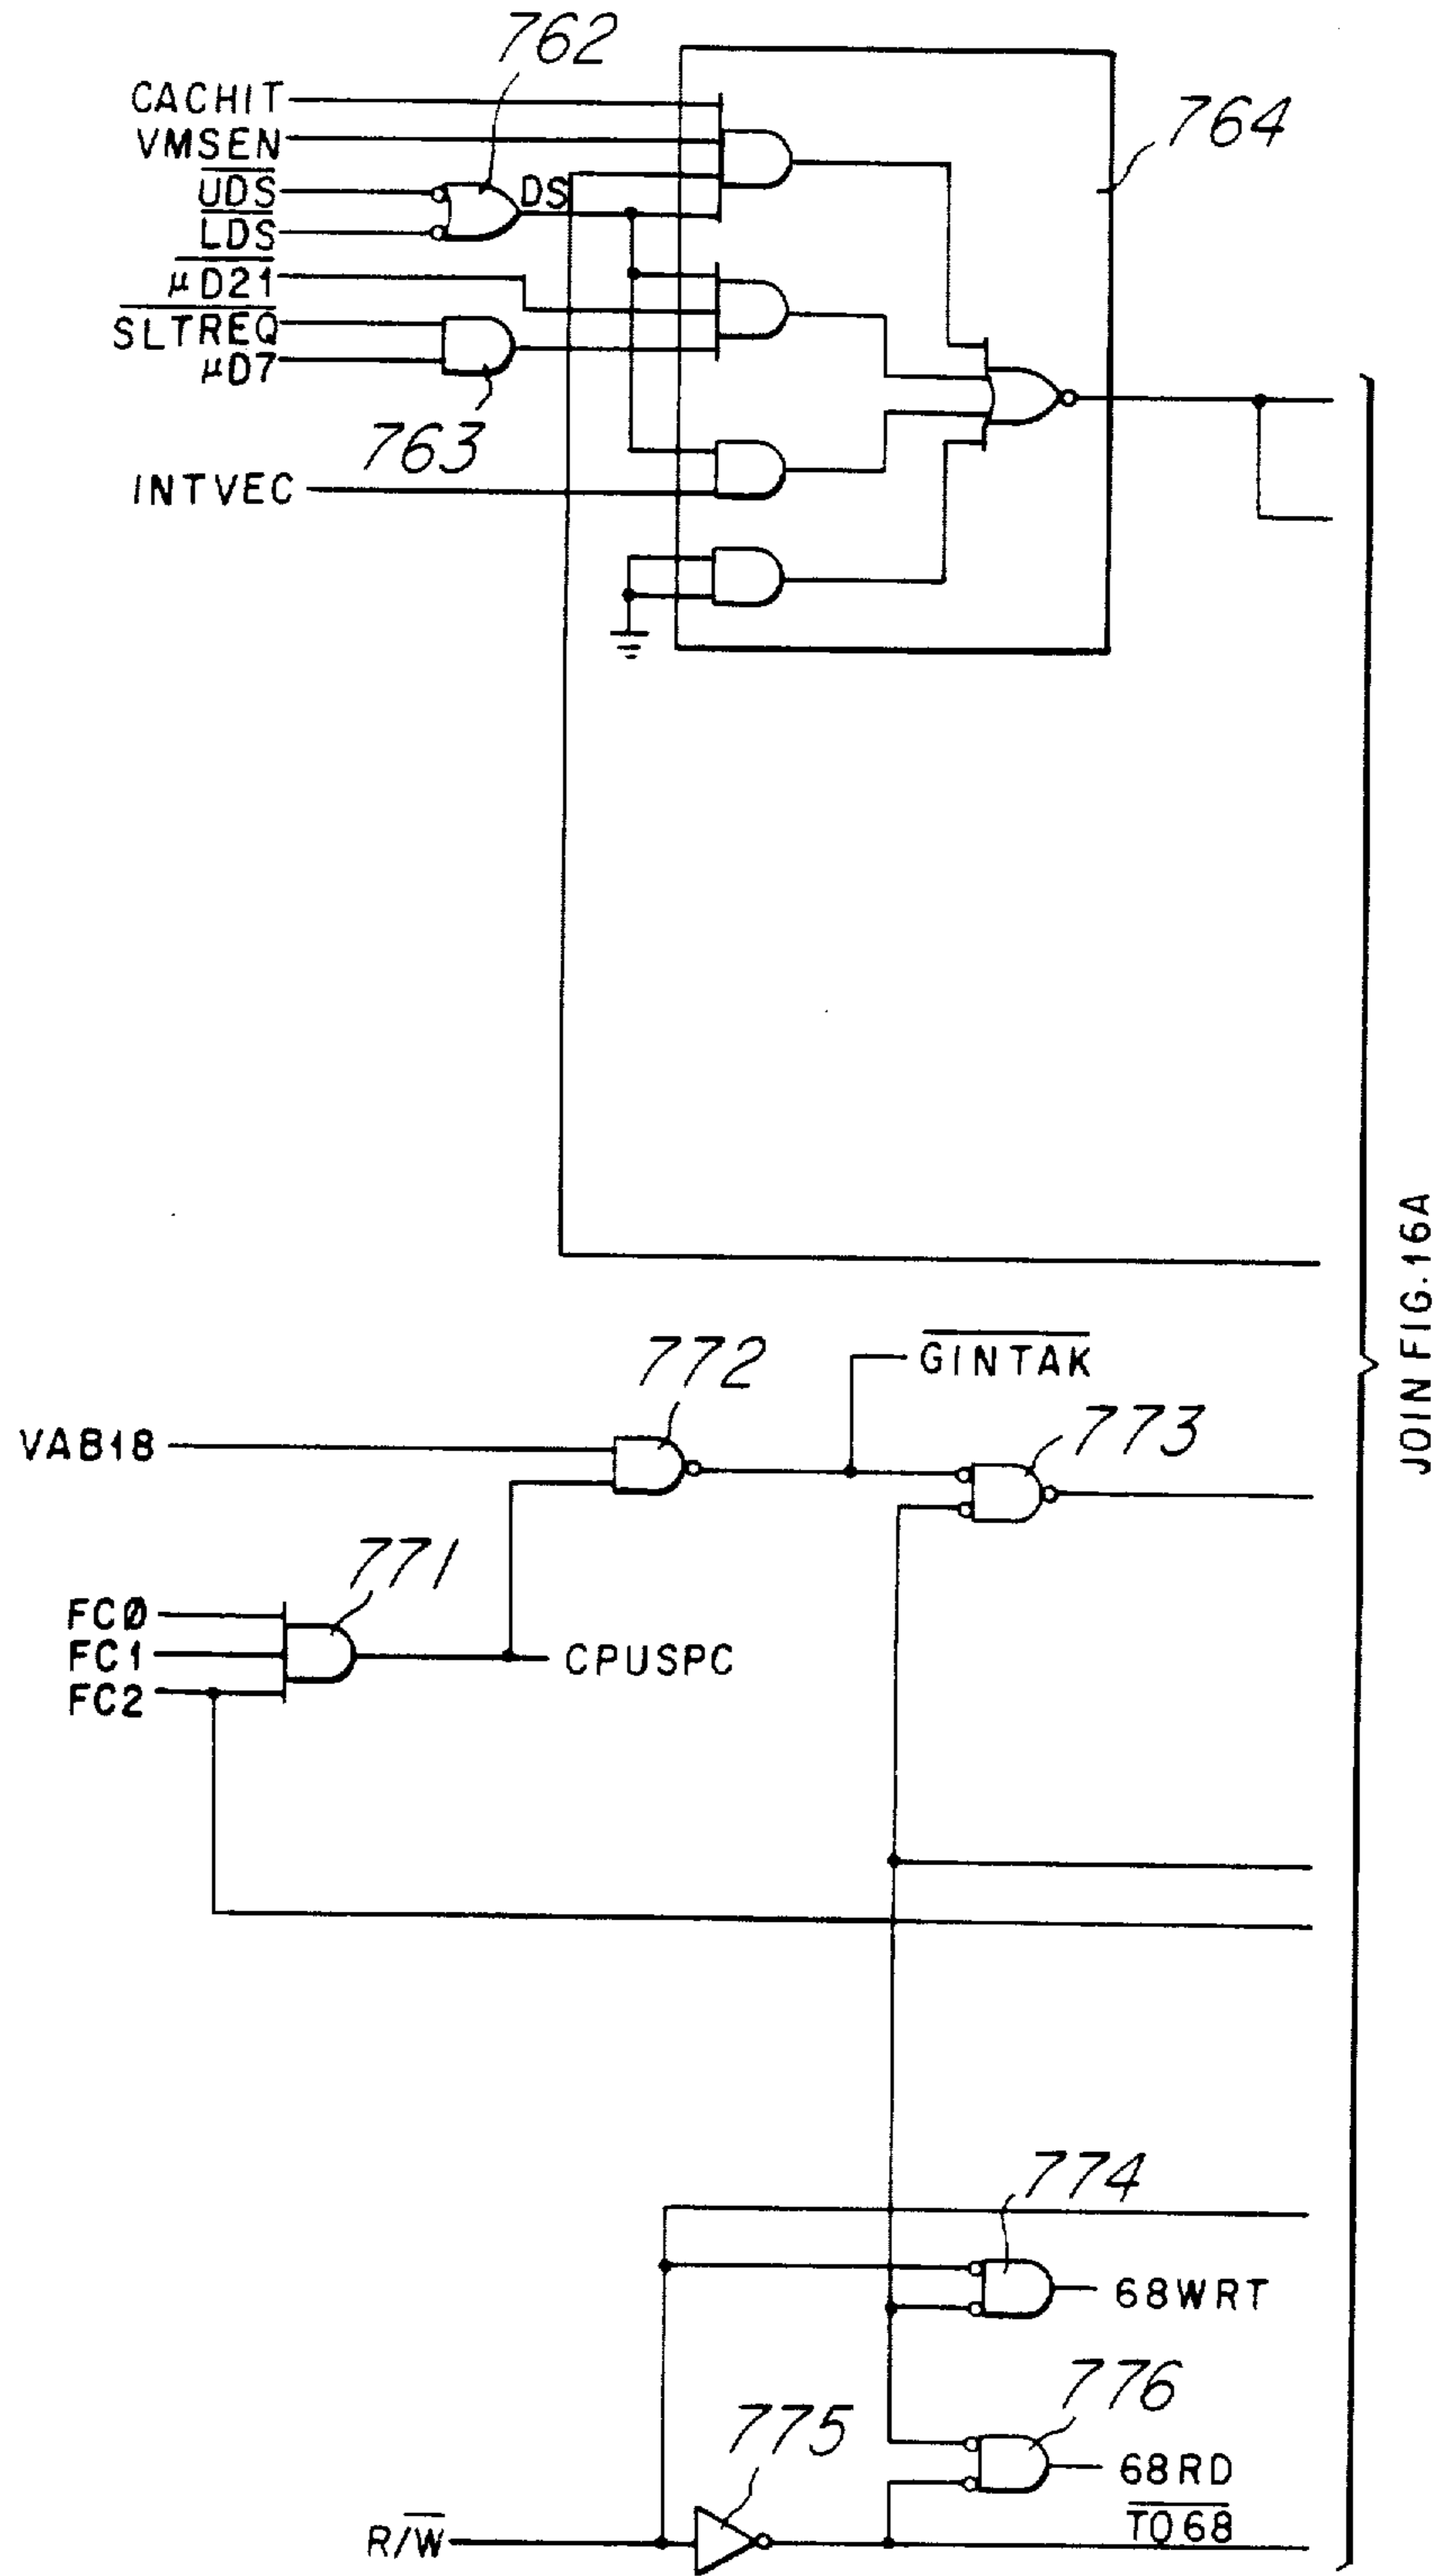 762
CACHIT
VMSEN
764
UDS
DS
LDS
μD21
SLTREQ
μD7
763
INTVEC
JOIN FIG. 16A
772
GINTAK
773
VAB18
771
FCØ
FC1
CPUSPC
FC2
774
68WRT
776
775
68RD
TO68
R/W